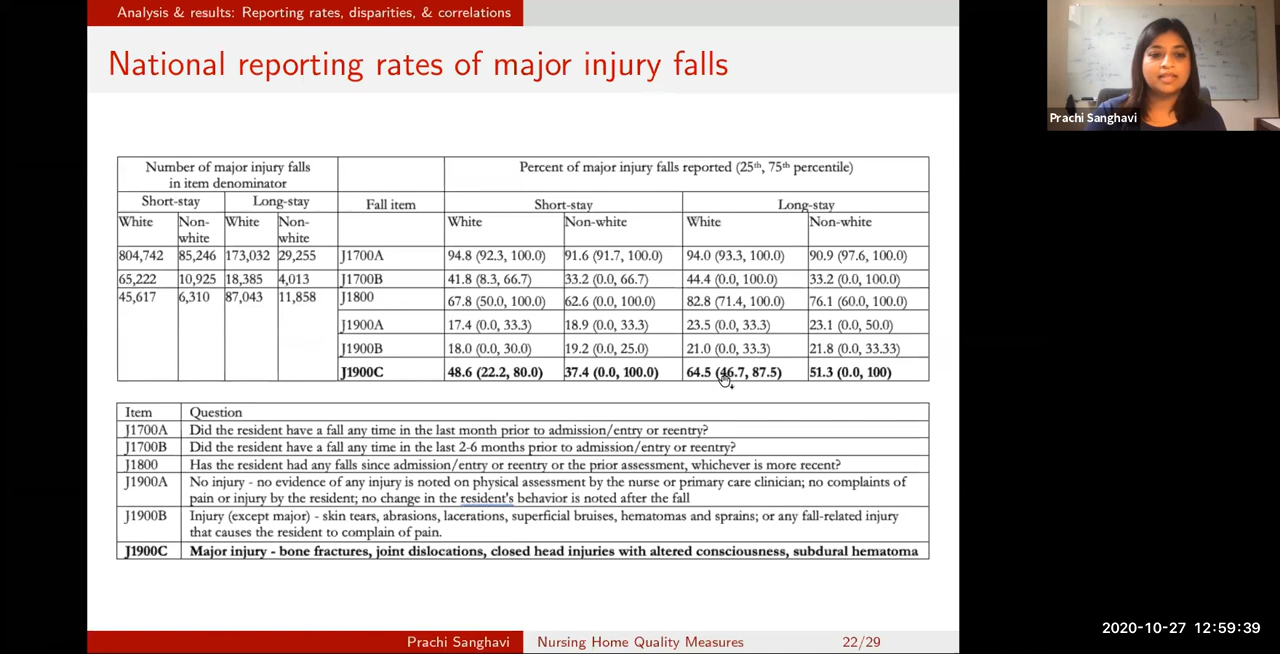 Analysis & results: Reporting rates, disparities, & correlations
National reporting rates of major injury falls
Prachi Sanghavi
Number of major injury falls in item denominator
Percent of major injury falls reported (25th, 75th percentile)
Short-stay Long-stay Fall item Short-stay Long-stay
White Non-white White Non-white White Non-white White Non-white
804,742 85,246 173,032 29,255 J1700A 94.8 (92.3, 100.0) 91.6 (91.7, 100.0) 94.0 (93.3, 100.0) 90.9 (97.6, 100.0)
65,222 10,925 18,385 4,013 J1700B 41.8 (8.3, 66.7) 33.2 (0.0, 66.7) 44.4 (0.0, 100.0) 33.2 (0.0, 100.0)
45,617 6,310 87,043 11,858 J1800 67.8 (50.0, 100.0) 62.6 (0.0, 100.0) 82.8 (71.4, 100.0) 76.1 (60.0, 100.0)
J1900A 17.4 (0.0, 33.3) 18.9 (0.0, 33.3) 23.5 (0.0, 33.3) 23.1 (0.0, 50.0)
J1900B 18.0 (0.0, 30.0) 19.2 (0.0, 25.0) 21.0 (0.0, 33.3) 21.8 (0.0, 33.33)
J1900C 48.6 (22.2, 80.0) 37.4 (0.0, 100.0) 64.5 (46.7, 87.5) 51.3 (0.0, 100)
Item Question
J1700A Did the resident have a fall any time in the last month prior to admission/entry or reentry?
J1700B Did the resident have a fall any time in the last 2-6 months prior to admission/entry or reentry?
J1800 Has the resident had any falls since admission/entry or reentry or the prior assessment, whichever is more recent?
J1900A No injury - no evidence of any injury is noted on physical assessment by the nurse or primary care clinician; no complaints of
pain or injury by the resident; no change in the resident's behavior is noted after the fall
J1900B Injury (except major) - skin tears, abrasions, lacerations, superficial bruises, hematomas and sprains; or any fall-related injury
that causes the resident to complain of pain.
J1900C Major injury - bone fractures, joint dislocations, closed head injuries with altered consciousness, subdural hematoma
Prachi Sanghavi Nursing Home Quality Measures 22/29
2020-10-27 12:59:39